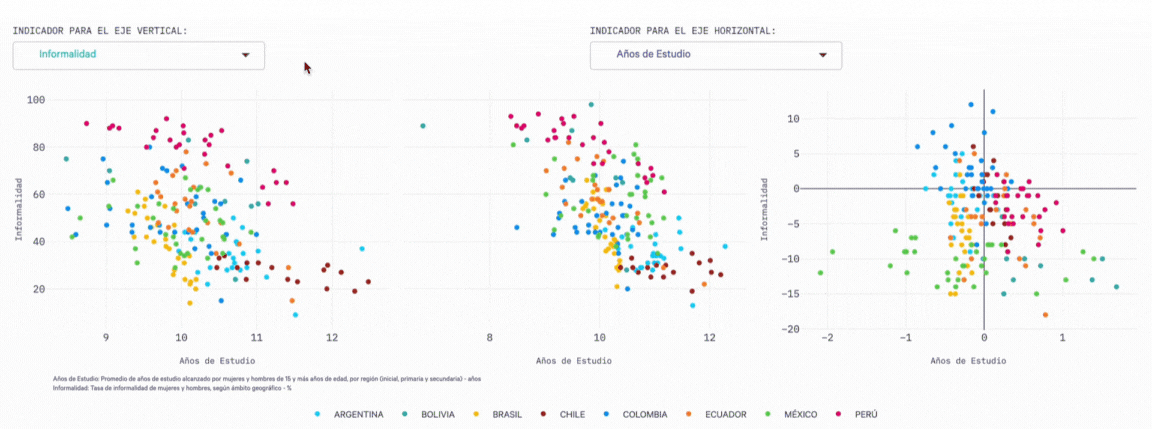 INDICADOR PARA EL EJE VERTICAL:
Informalidad
INDICADOR PARA EL EJE HORIZONTAL:
Años de Estudio
100
80
60
40
20
9
10
11
12
Años de Estudio
Informalidad
8
10
12
Años de Estudio
Informalidad
10
5
0
−5
−10
−15
−20
−2
−1
0
1
Años de Estudio
Años de Estudio: Promedio de años de estudio alcanzado por mujeres y hombres de 15 y más años de edad, por región (inicial, primaria y secundaria) - años
Informalidad: Tasa de informalidad de mujeres y hombres, según ámbito geográfico - %
ARGENTINA
BOLIVIA
BRASIL
CHILE
COLOMBIA
ECUADOR
MÉXICO
PERÚ